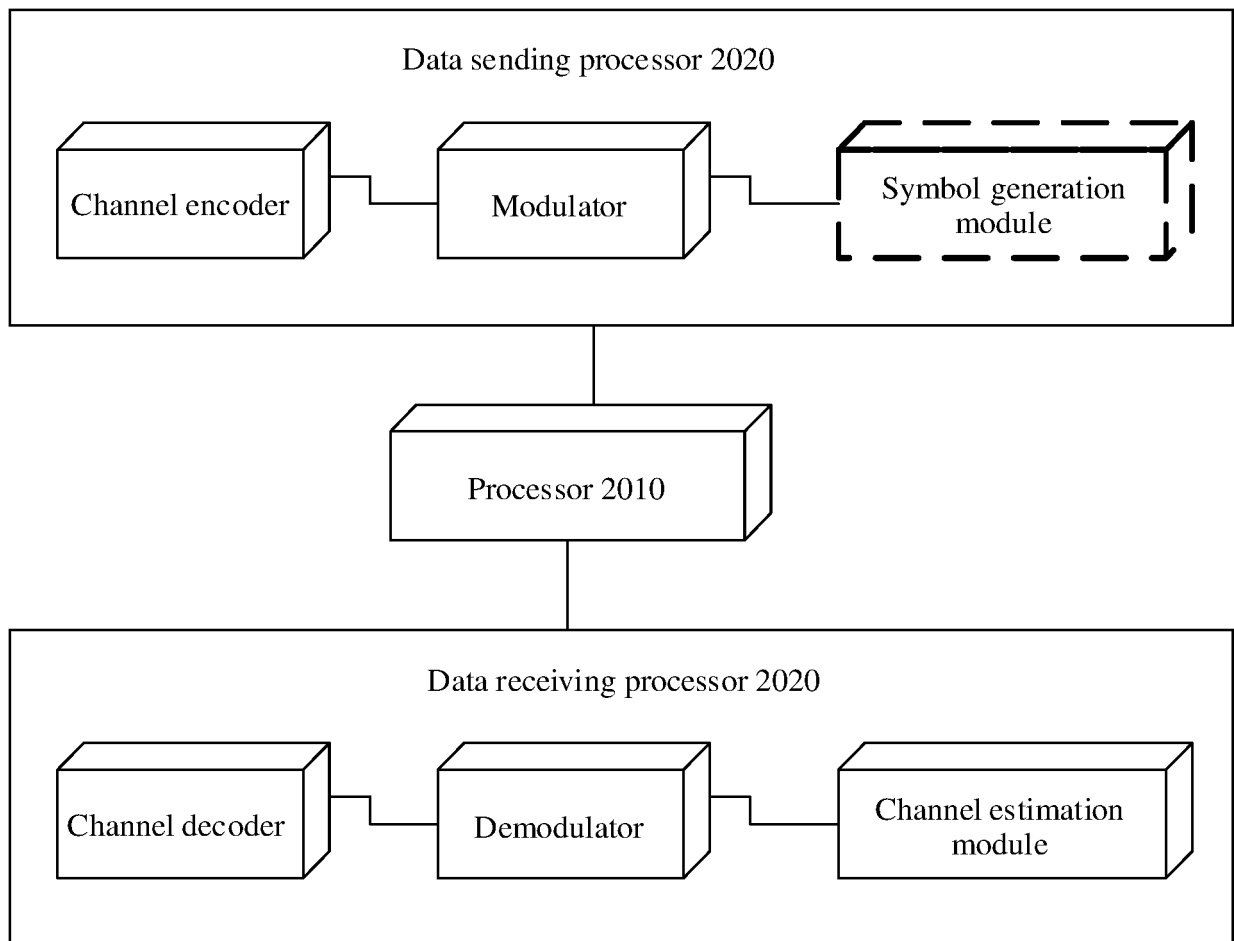 Data sending processor 2020
Channel encoder
Modulator
Symbol generation
module
Processor 2010
Data receiving processor 2020
Channel decoder
Demodulator
Channel estimation
module